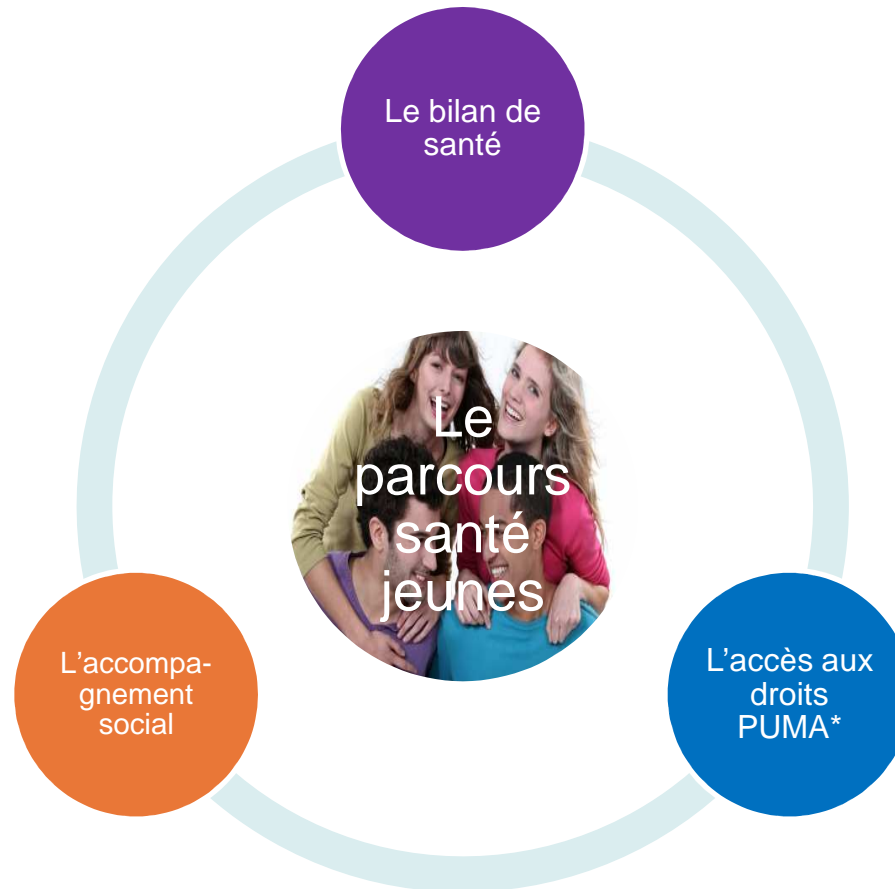 Le bilan de
santé
Le
parcours
santé
jeunes
L'accompa-
gnement
social
L'accès aux
droits
PUMA*